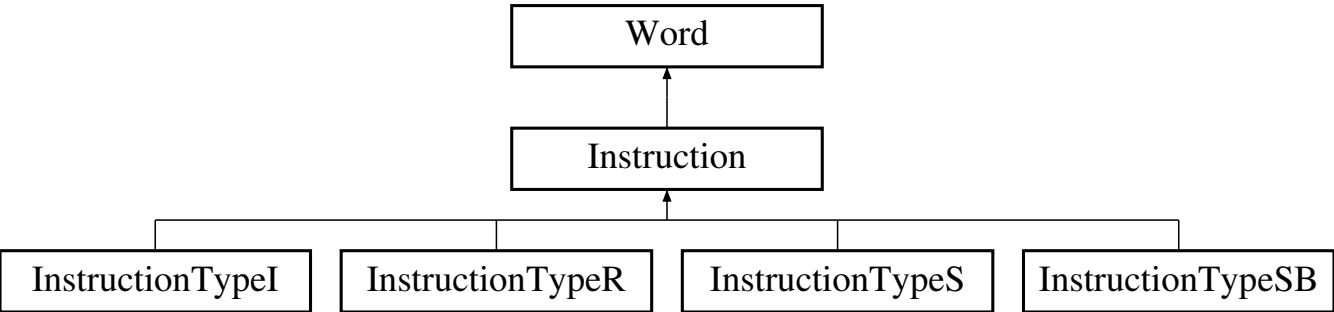 Word
Instruction
InstructionTypeI
InstructionTypeR
InstructionTypeS
InstructionTypeSB